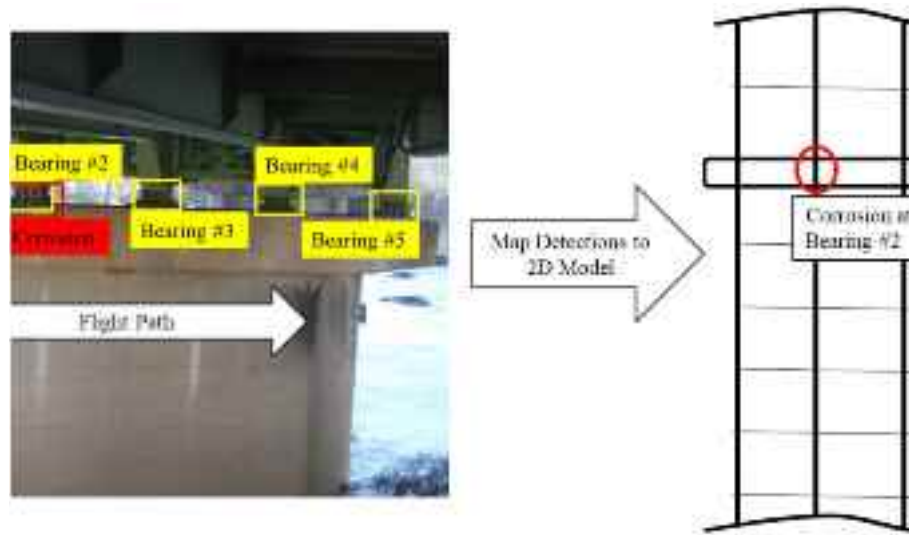 Bearing #2
Bearing #4
Corrosion
Bearing #3
Bearing #5
Flight Path
Map Detections to
2D Model
Corrosion at
Bearing #2